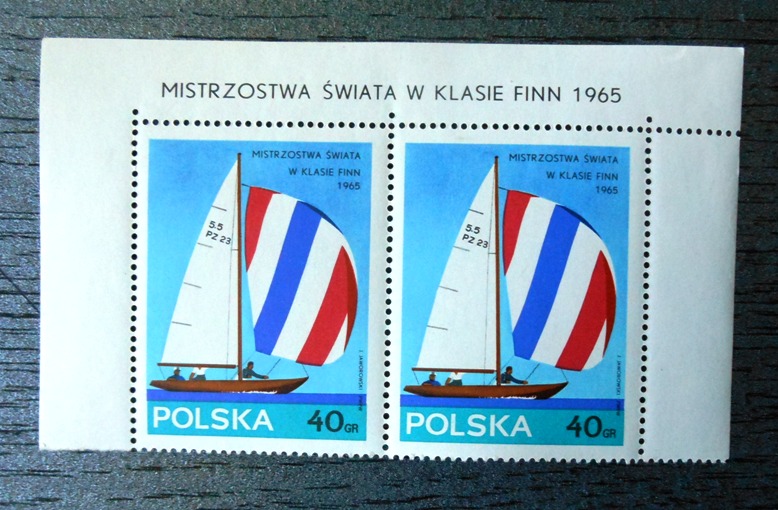 MISTRZOSTWA ŚWIATA W KLASIE FINN 1965
MISTRZOSTWA ŚWIATA
W KLASIE FINN
1965
5.5
PZ 23
POLSKA 40GR
MISTRZOSTWA ŚWIATA
W KLASIE FINN
1965
5.5
PZ 23
POLSKA 40GR